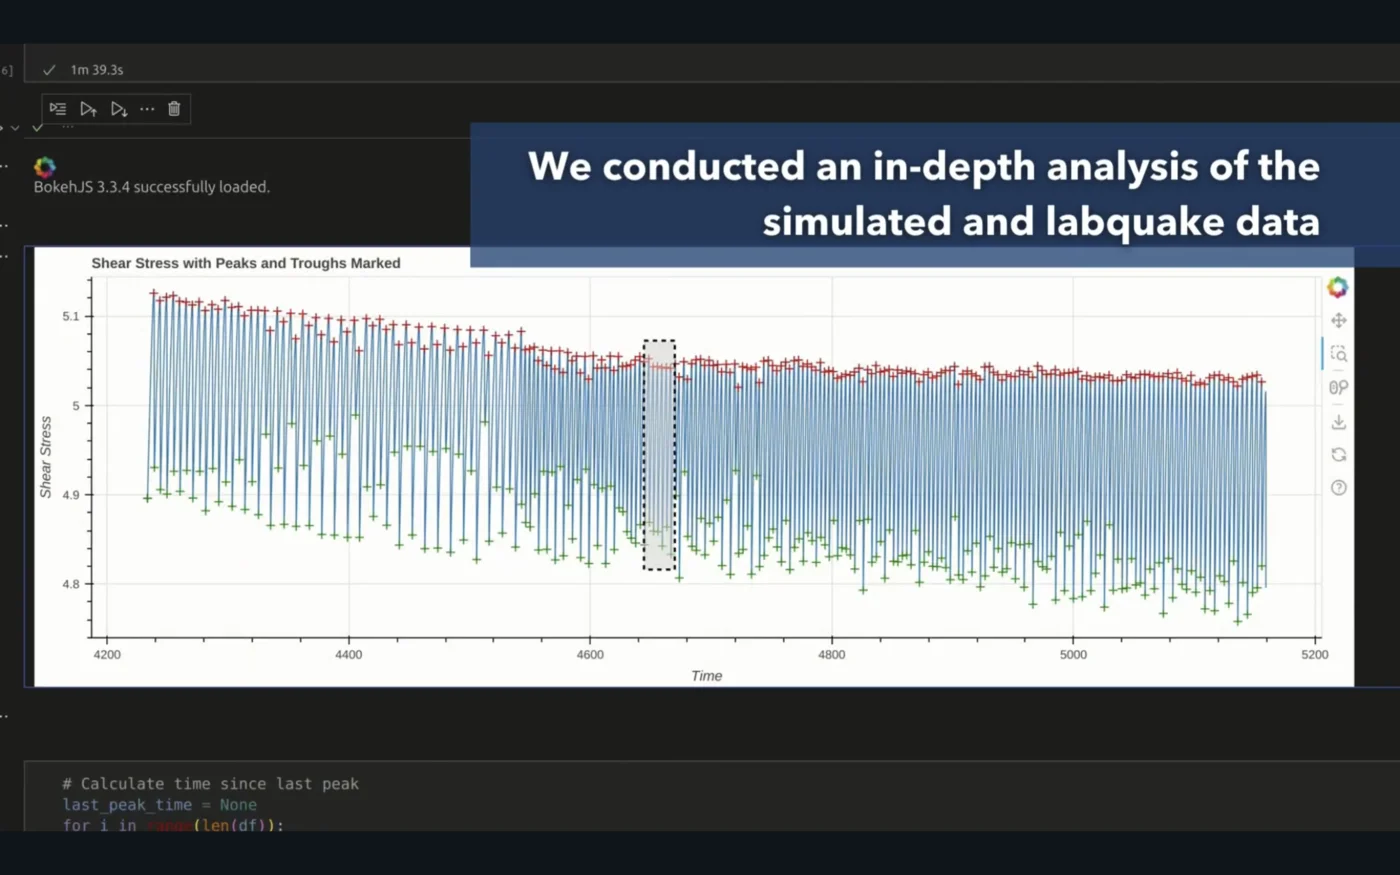 6]
1m 39.3s
We conducted an in-depth analysis of the
simulated and labquake data
BokehJS 3.3.4 successfully loaded.
Shear Stress with Peaks and Troughs Marked
5.1
5
4.9
4.8
Shear Stress
4200
4400
4600
4800
5000
5200
Time
# Calculate time since last peak
last_peak_time = None
for i in range(len(df)):